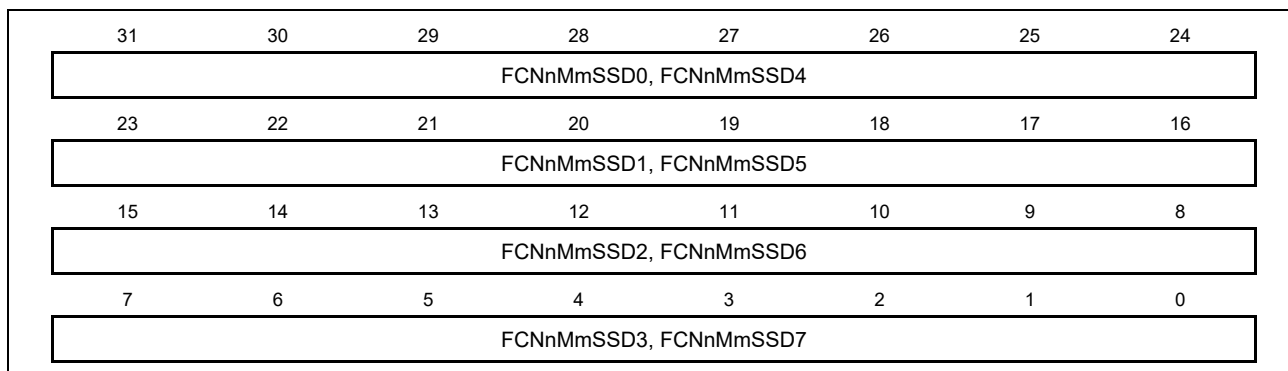 31 30 29 28 27 26 25 24
FCNnMmSSD0, FCNnMmSSD4
23 22 21 20 19 18 17 16
FCNnMmSSD1, FCNnMmSSD5
15 14 13 12 11 10 9 8
FCNnMmSSD2, FCNnMmSSD6
7 6 5 4 3 2 1 0
FCNnMmSSD3, FCNnMmSSD7